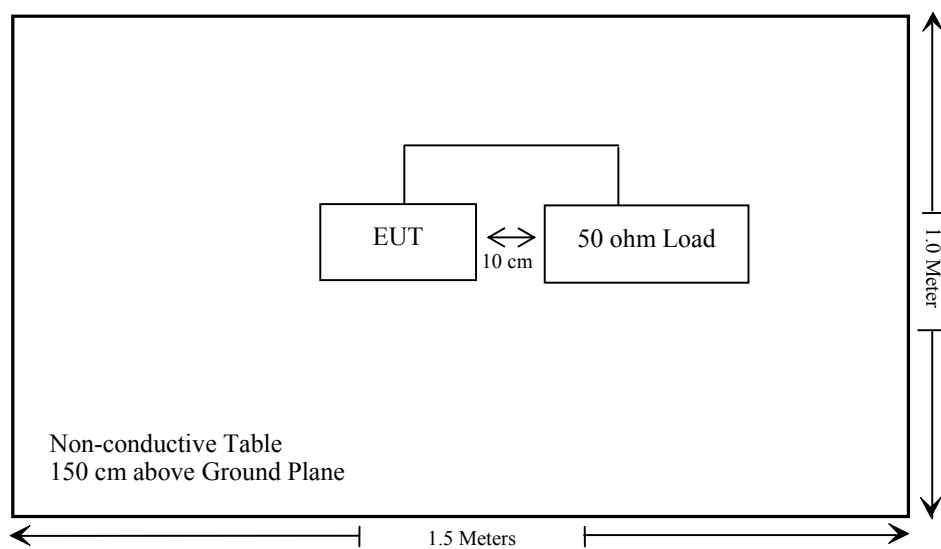 EUT
50 ohm Load
10 cm
1.0 Meter
Non-conductive Table
150 cm above Ground Plane
1.5 Meters